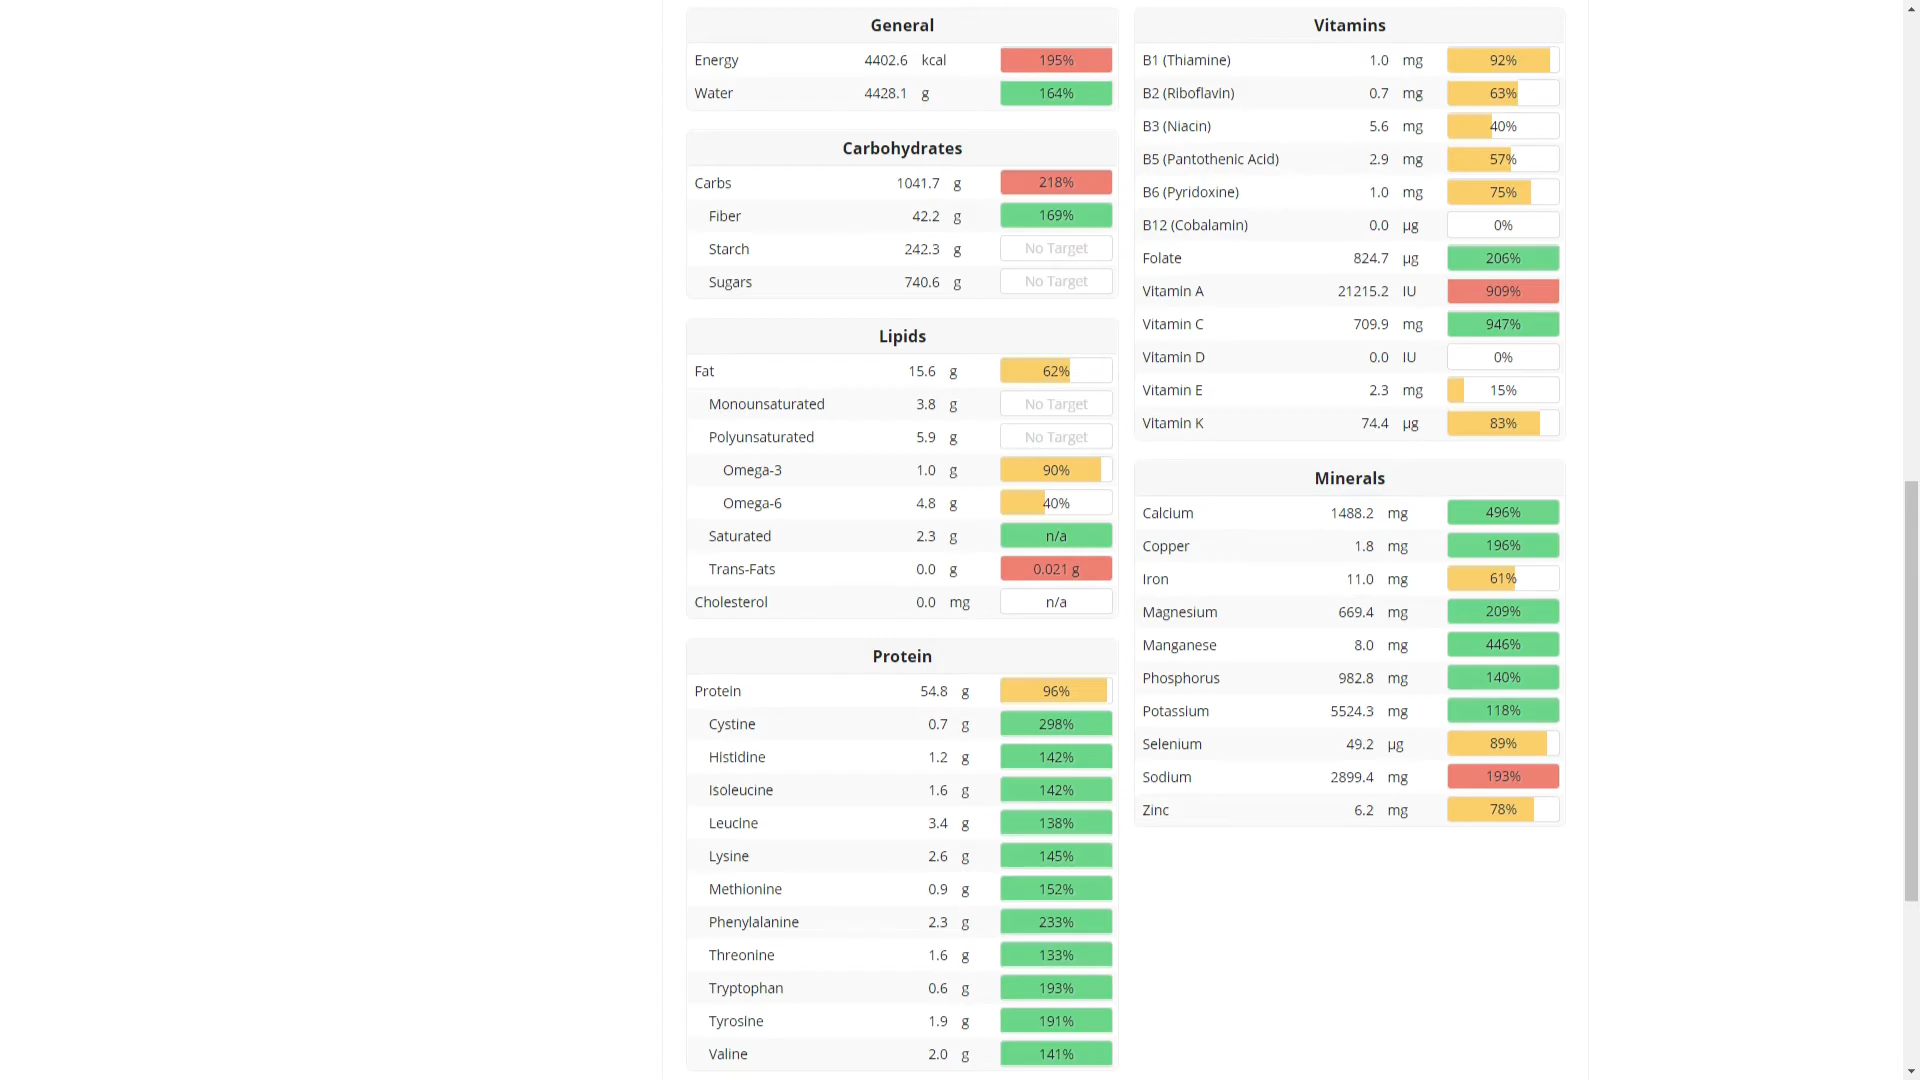 General
Energy 4402.6 kcal 195%
Water 4428.1 g 164%
Carbohydrates
Carbs 1041.7 g 218%
Fiber 42.2 g 169%
Starch 242.3 g No Target
Sugars 740.6 g No Target
Lipids
Fat 15.6 g 62%
Monounsaturated 3.8 g No Target
Polyunsaturated 5.9 g No Target
Omega-3 1.0 g 90%
Omega-6 4.8 g 40%
Saturated 2.3 g n/a
Trans-Fats 0.0 g 0.021 g
Cholesterol 0.0 mg n/a
Protein
Protein 54.8 g 96%
Cystine 0.7 g 298%
Histidine 1.2 g 142%
Isoleucine 1.6 g 142%
Leucine 3.4 g 138%
Lysine 2.6 g 145%
Methionine 0.9 g 152%
Phenylalanine 2.3 g 233%
Threonine 1.6 g 133%
Tryptophan 0.6 g 193%
Tyrosine 1.9 g 191%
Valine 2.0 g 141%
Vitamins
B1 (Thiamine) 1.0 mg 92%
B2 (Riboflavin) 0.7 mg 63%
B3 (Niacin) 5.6 mg 40%
B5 (Pantothenic Acid) 2.9 mg 57%
B6 (Pyridoxine) 1.0 mg 75%
B12 (Cobalamin) 0.0 µg 0%
Folate 824.7 µg 206%
Vitamin A 21215.2 IU 909%
Vitamin C 709.9 mg 947%
Vitamin D 0.0 IU 0%
Vitamin E 2.3 mg 15%
Vitamin K 74.4 µg 83%
Minerals
Calcium 1488.2 mg 496%
Copper 1.8 mg 196%
Iron 11.0 mg 61%
Magnesium 669.4 mg 209%
Manganese 8.0 mg 446%
Phosphorus 982.8 mg 140%
Potassium 5524.3 mg 118%
Selenium 49.2 µg 89%
Sodium 2899.4 mg 193%
Zinc 6.2 mg 78%